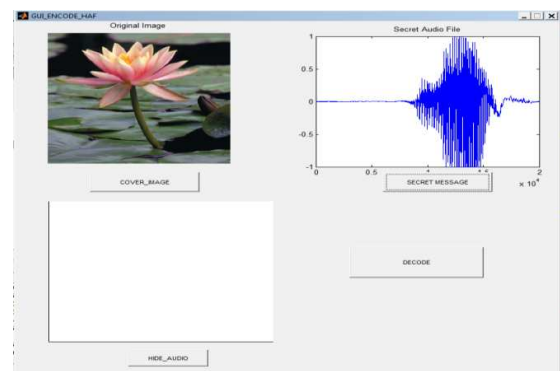 GUI_ENCODE_HAF
Original Image
Secret Audio File
1
0.5
0
-0.5
-1
0
0.5
2
x 10⁴
COVER_IMAGE
SECRET MESSAGE
DECODE
HIDE_AUDIO